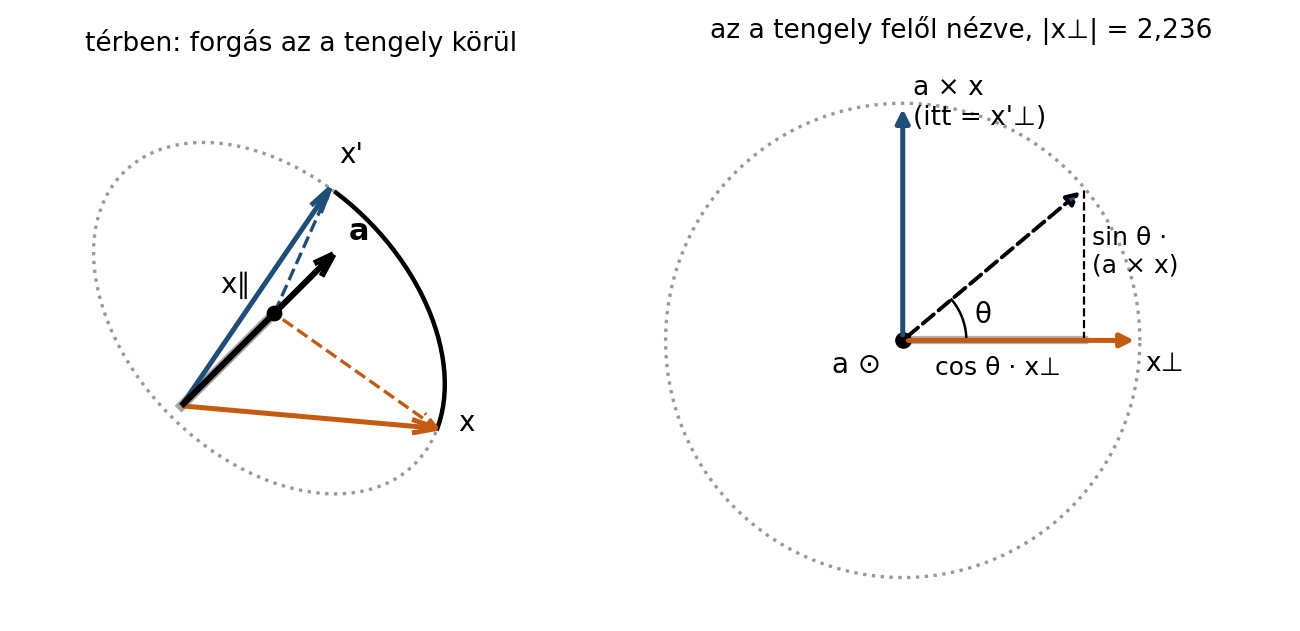 térben: forgás az a tengely körül
x'
a
x∥
x
az a tengely felől nézve, |x⊥| = 2,236
a × x
(itt = x'⊥)
sin θ ·
(a × x)
θ
a ⊙
cos θ · x⊥
x⊥